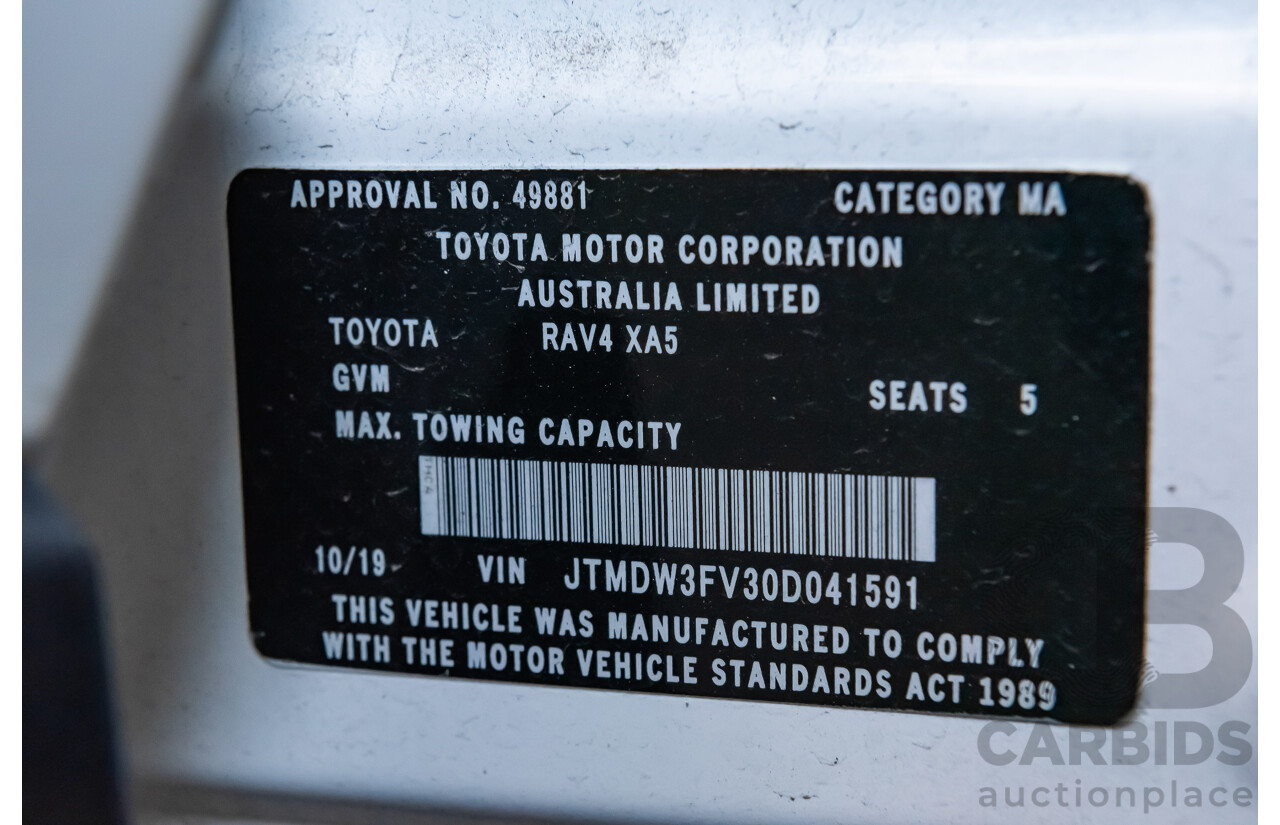 APPROVAL NO. 49881 CATEGORY MA
TOYOTA MOTOR CORPORATION
AUSTRALIA LIMITED
TOYOTA RAV4 XA5
GVM SEATS 5
MAX. TOWING CAPACITY
TMCA
10/19 VIN JTMDW3FV30D041591
THIS VEHICLE WAS MANUFACTURED TO COMPLY
WITH THE MOTOR VEHICLE STANDARDS ACT 1989
B
CARBIDS
auctionplace